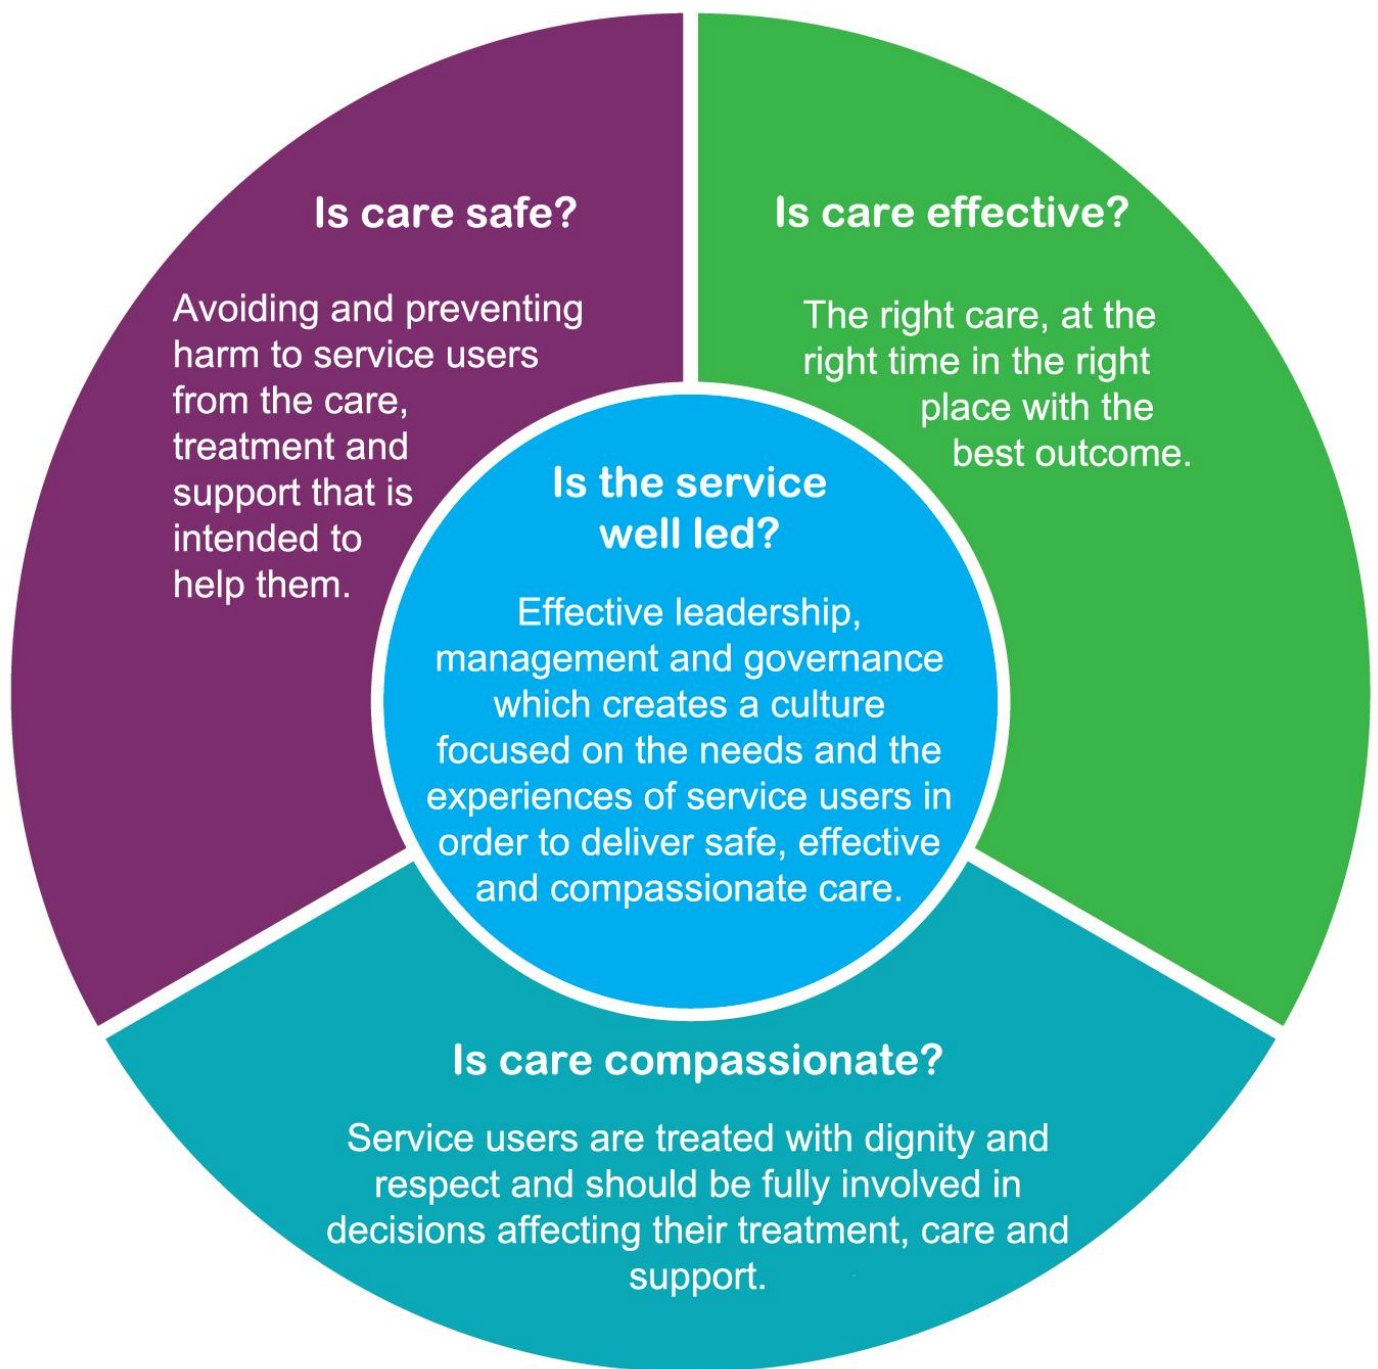 Is care safe?
Avoiding and preventing
harm to service users
from the care,
treatment and
support that is
intended to
help them.
Is care effective?
The right care, at the
right time in the right
place with the
best outcome.
Is the service
well led?
Effective leadership,
management and governance
which creates a culture
focused on the needs and the
experiences of service users in
order to deliver safe, effective
and compassionate care.
Is care compassionate?
Service users are treated with dignity and
respect and should be fully involved in
decisions affecting their treatment, care and
support.